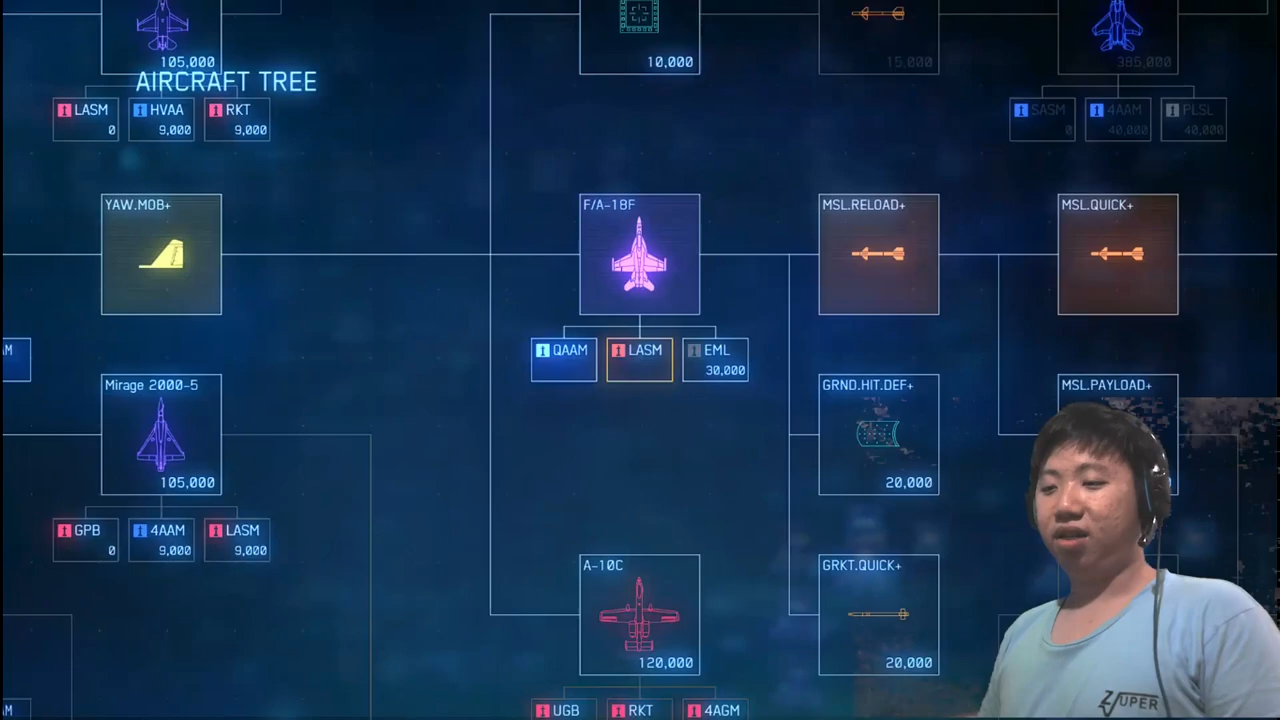 105,000
10,000
15,000
385,000
AIRCRAFT TREE
LASM
0
HVAA
9,000
RKT
9,000
SASM
0
4AAM
40,000
PLSL
40,000
YAW.MOB+
F/A-18F
MSL.RELOAD+
MSL.QUICK+
QAAM
LASM
EML
30,000
Mirage 2000-5
105,000
GRND.HIT.DEF+
20,000
MSL.PAYLOAD+
GPB
0
4AAM
9,000
LASM
9,000
A-10C
120,000
GRKT.QUICK+
20,000
UGB
RKT
4AGM
ZUPER